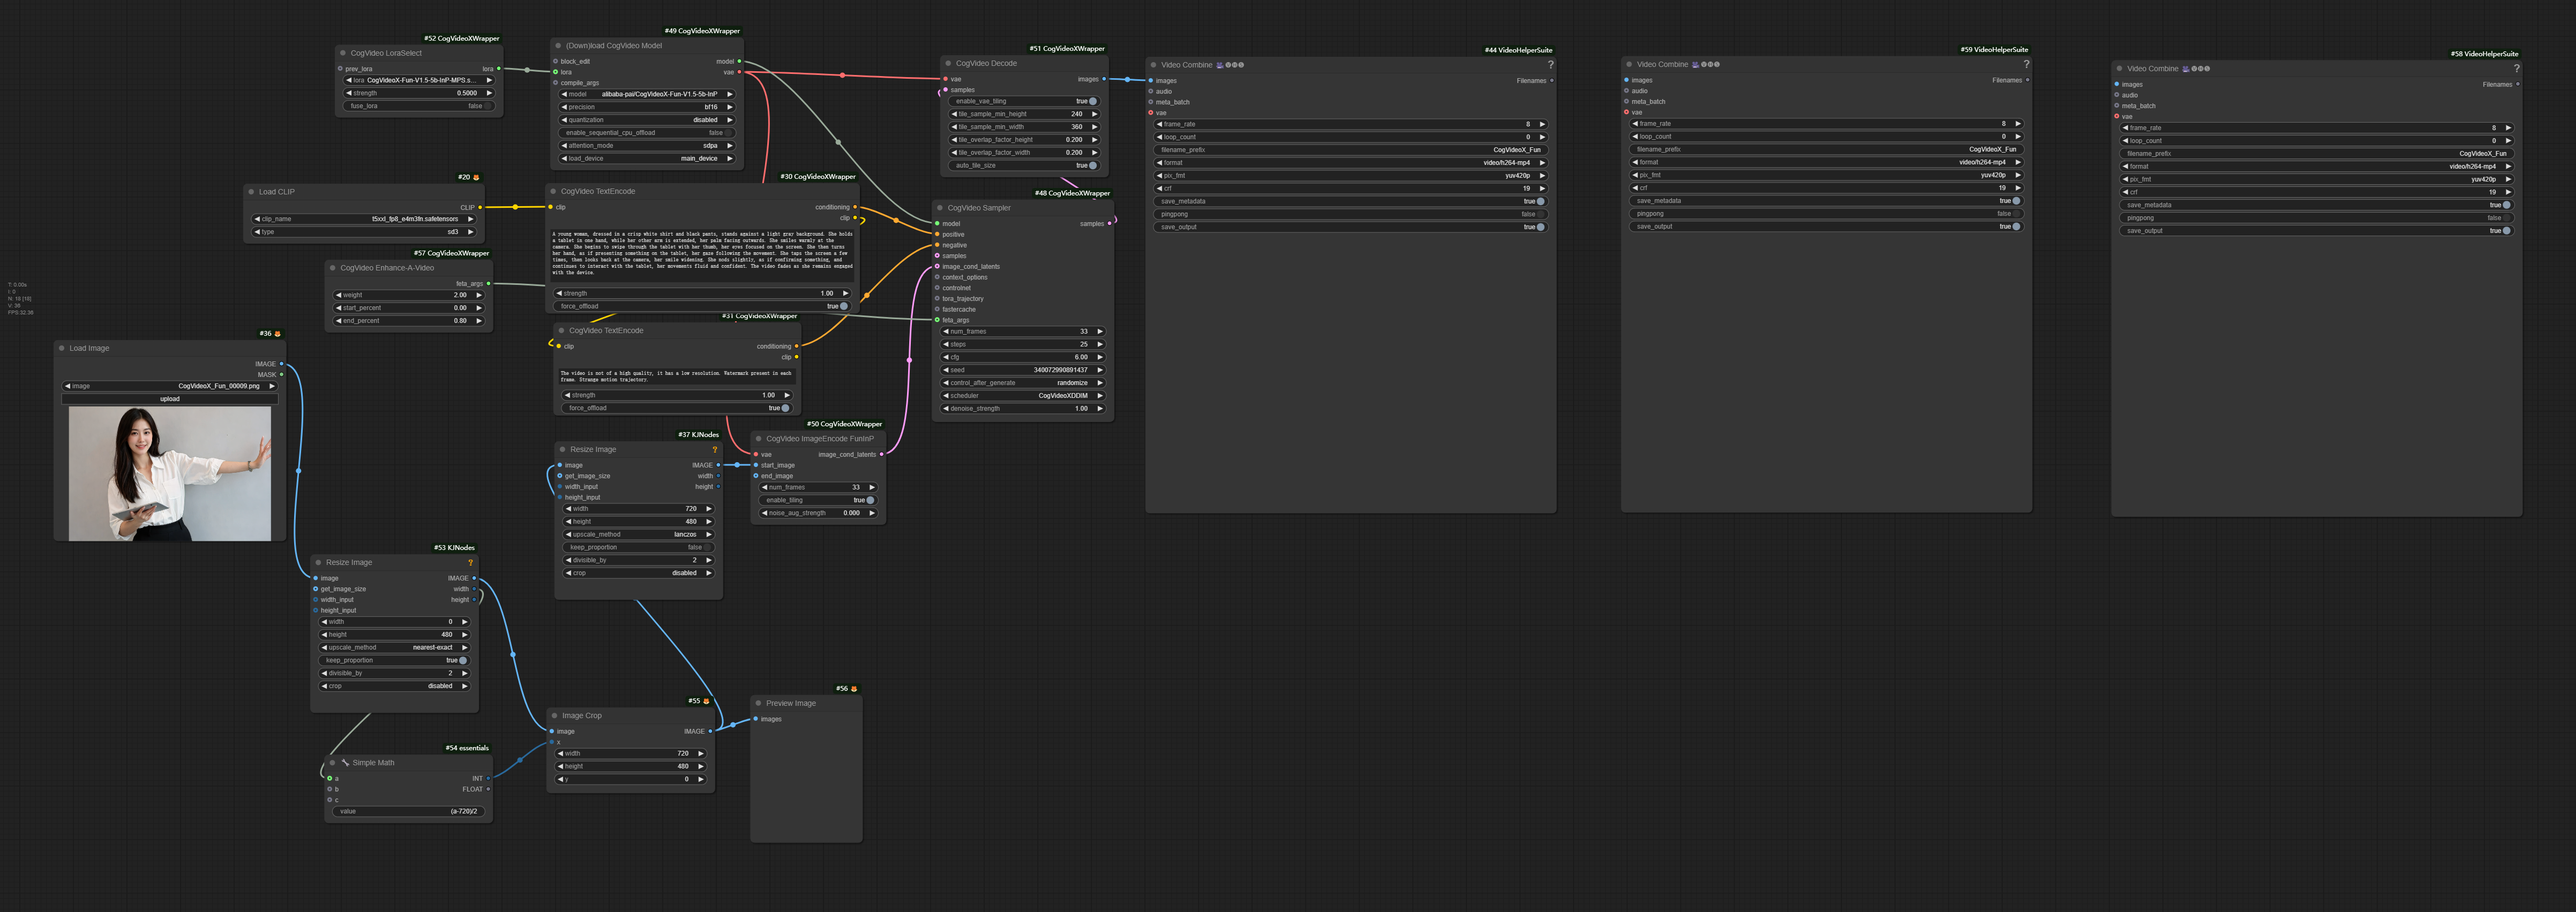 #52 CogVideoXWrapper
CogVideo LoraSelect
prev_lora
lora
lora CogVideoX-Fun-V1.5-5b-InP-MPS.s...
strength 0.5000
fuse_lora false
#49 CogVideoXWrapper
(Down)load CogVideo Model
block_edit
model
lora
vae
compile_args
model alibaba-pai/CogVideoX-Fun-V1.5-5b-InP
precision bf16
quantization disabled
enable_sequential_cpu_offload false
attention_mode sdpa
load_device main_device
#51 CogVideoXWrapper
CogVideo Decode
vae
images
samples
enable_vae_tiling true
tile_sample_min_height 240
tile_sample_min_width 360
tile_overlap_factor_height 0.200
tile_overlap_factor_width 0.200
auto_tile_size true
#44 VideoHelperSuite
Video Combine
?
images
Filenames
audio
meta_batch
vae
frame_rate 8
loop_count 0
filename_prefix CogVideoX_Fun
format video/h264-mp4
pix_fmt yuv420p
crf 19
save_metadata true
pingpong false
save_output true
#59 VideoHelperSuite
Video Combine
?
images
Filenames
audio
meta_batch
vae
frame_rate 8
loop_count 0
filename_prefix CogVideoX_Fun
format video/h264-mp4
pix_fmt yuv420p
crf 19
save_metadata true
pingpong false
save_output true
#58 VideoHelperSuite
Video Combine
?
images
Filenames
audio
meta_batch
vae
frame_rate 8
loop_count 0
filename_prefix CogVideoX_Fun
format video/h264-mp4
pix_fmt yuv420p
crf 19
save_metadata true
pingpong false
save_output true
#20
Load CLIP
CLIP
clip_name t5xxl_fp8_e4m3fn.safetensors
type sd3
#30 CogVideoXWrapper
CogVideo TextEncode
clip
conditioning
clip
A young woman, dressed in a crisp white shirt and black pants, stands against a light gray background. She holds
a tablet in one hand, while her other arm is extended, her palm facing outwards. She smiles warmly at the
camera. She begins to swipe through the tablet with her thumb, her eyes focused on the screen. She then turns
her hand, as if presenting something on the tablet, her gaze following the movement. She taps the screen a few
times, then looks back at the camera, her smile widening. She nods slightly, as if confirming something, and
continues to interact with the tablet, her movements fluid and confident. The video fades as she remains engaged
with the device.
strength 1.00
force_offload true
#48 CogVideoXWrapper
CogVideo Sampler
model
samples
positive
negative
samples
image_cond_latents
context_options
controlnet
tora_trajectory
fastercache
feta_args
num_frames 33
steps 25
cfg 6.00
seed 340072990891437
control_after_generate randomize
scheduler CogVideoXDDIM
denoise_strength 1.00
#57 CogVideoXWrapper
CogVideo Enhance-A-Video
feta_args
weight 2.00
start_percent 0.00
end_percent 0.80
T: 0.00s
I: 0
N: 16 [16]
V: 38
FPS:32.38
#31 CogVideoXWrapper
CogVideo TextEncode
clip
conditioning
clip
The video is not of a high quality, it has a low resolution. Watermark present in each
frame. Strange motion trajectory.
strength 1.00
force_offload true
#36
Load Image
IMAGE
MASK
image CogVideoX_Fun_00009.png
upload
#37 KJNodes
Resize Image
?
image
IMAGE
get_image_size
width
width_input
height
height_input
width 720
height 480
upscale_method lanczos
keep_proportion false
divisible_by 2
crop disabled
#50 CogVideoXWrapper
CogVideo ImageEncode FunInP
vae
image_cond_latents
start_image
end_image
num_frames 33
enable_tiling true
noise_aug_strength 0.000
#53 KJNodes
Resize Image
?
image
IMAGE
get_image_size
width
width_input
height
height_input
width 0
height 480
upscale_method nearest-exact
keep_proportion true
divisible_by 2
crop disabled
#54 essentials
Simple Math
a
INT
b
FLOAT
c
value (a-720)/2
#55
Image Crop
image
IMAGE
x
width 720
height 480
y 0
#56
Preview Image
images